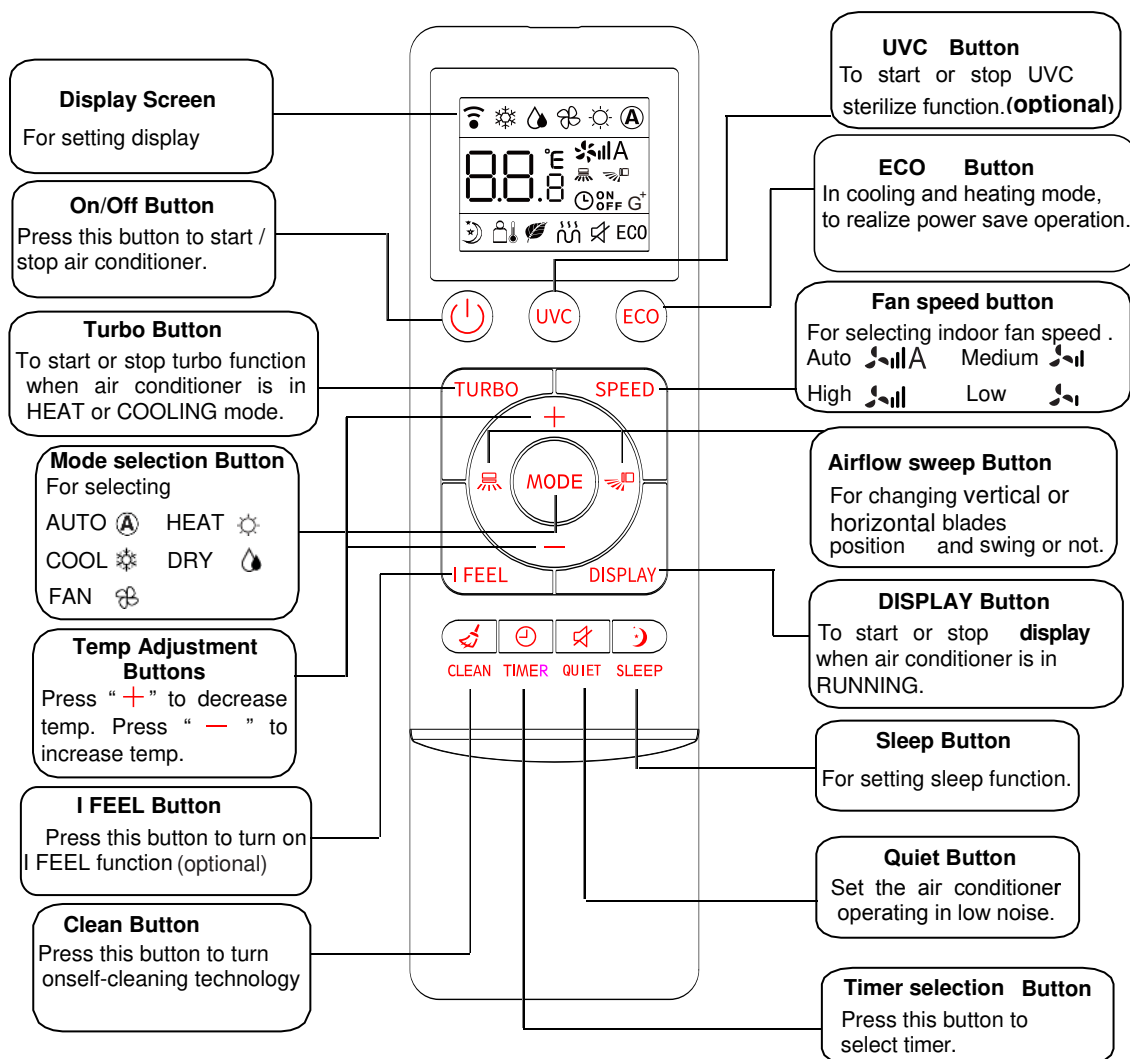 Display Screen
For setting display
On/Off Button
Press this button to start /
stop air conditioner.
Turbo Button
To start or stop turbo function
when air conditioner is in
HEAT or COOLING mode.
Mode selection Button
For selecting
AUTO A HEAT
COOL DRY
FAN
Temp Adjustment
Buttons
Press “ + ” to decrease
temp. Press “ — ” to
increase temp.
I FEEL Button
Press this button to turn on
I FEEL function (optional)
Clean Button
Press this button to turn
onself-cleaning technology
A
88.8 °E A
ON
OFF G+
ECO
UVC ECO
TURBO SPEED
+
MODE
—
I FEEL DISPLAY
CLEAN TIMER QUIET SLEEP
UVC Button
To start or stop UVC
sterilize function.(optional)
ECO Button
In cooling and heating mode,
to realize power save operation.
Fan speed button
For selecting indoor fan speed .
Auto A Medium
High Low
Airflow sweep Button
For changing vertical or
horizontal blades
position and swing or not.
DISPLAY Button
To start or stop display
when air conditioner is in
RUNNING.
Sleep Button
For setting sleep function.
Quiet Button
Set the air conditioner
operating in low noise.
Timer selection Button
Press this button to
select timer.